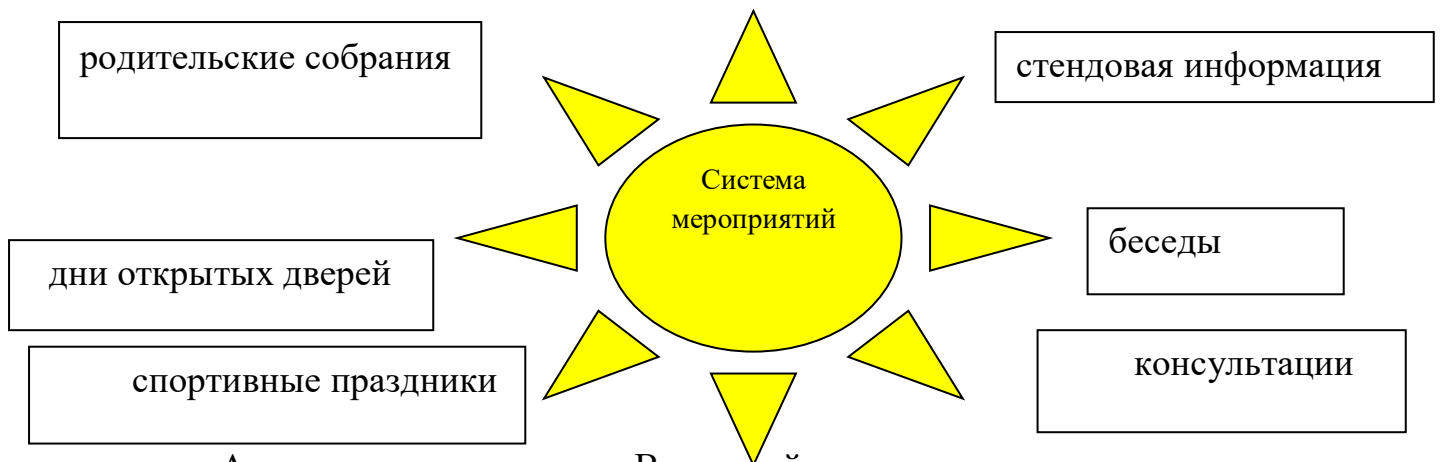 родительские собрания
стендовая информация
Система
мероприятий
беседы
дни открытых дверей
консультации
спортивные праздники